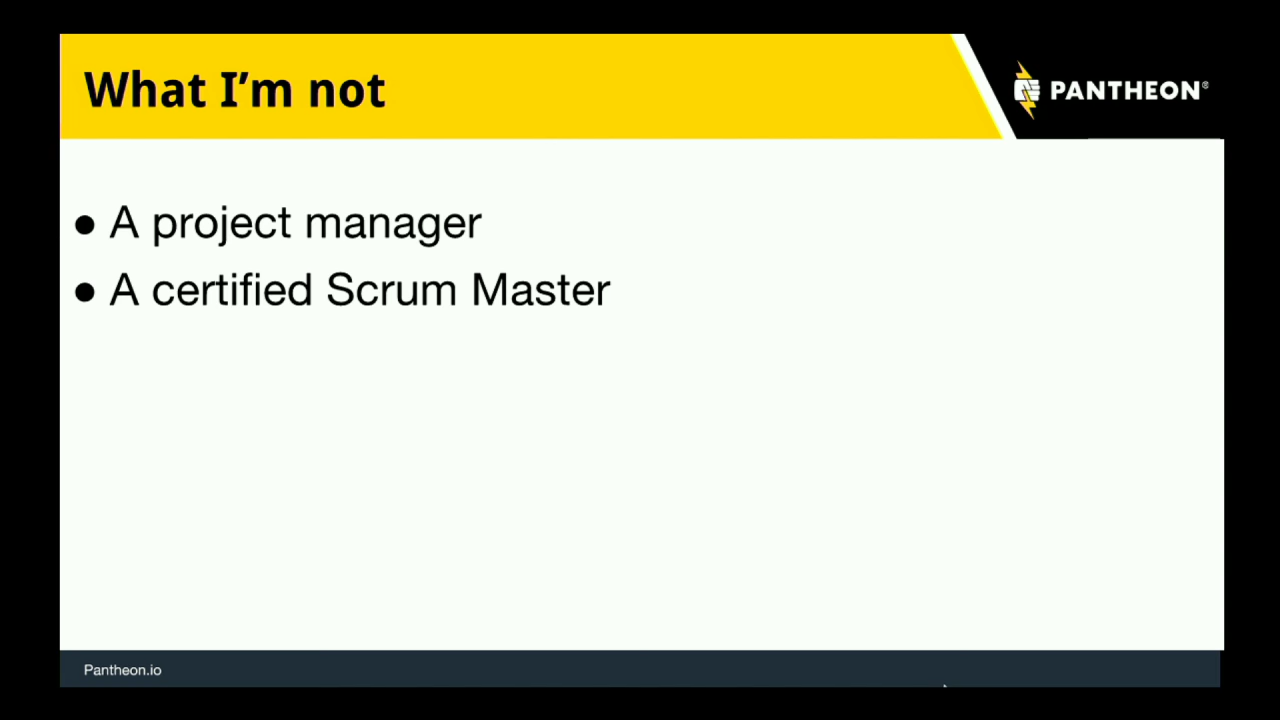 What I’m not
PANTHEON®
● A project manager
● A certified Scrum Master
Pantheon.io